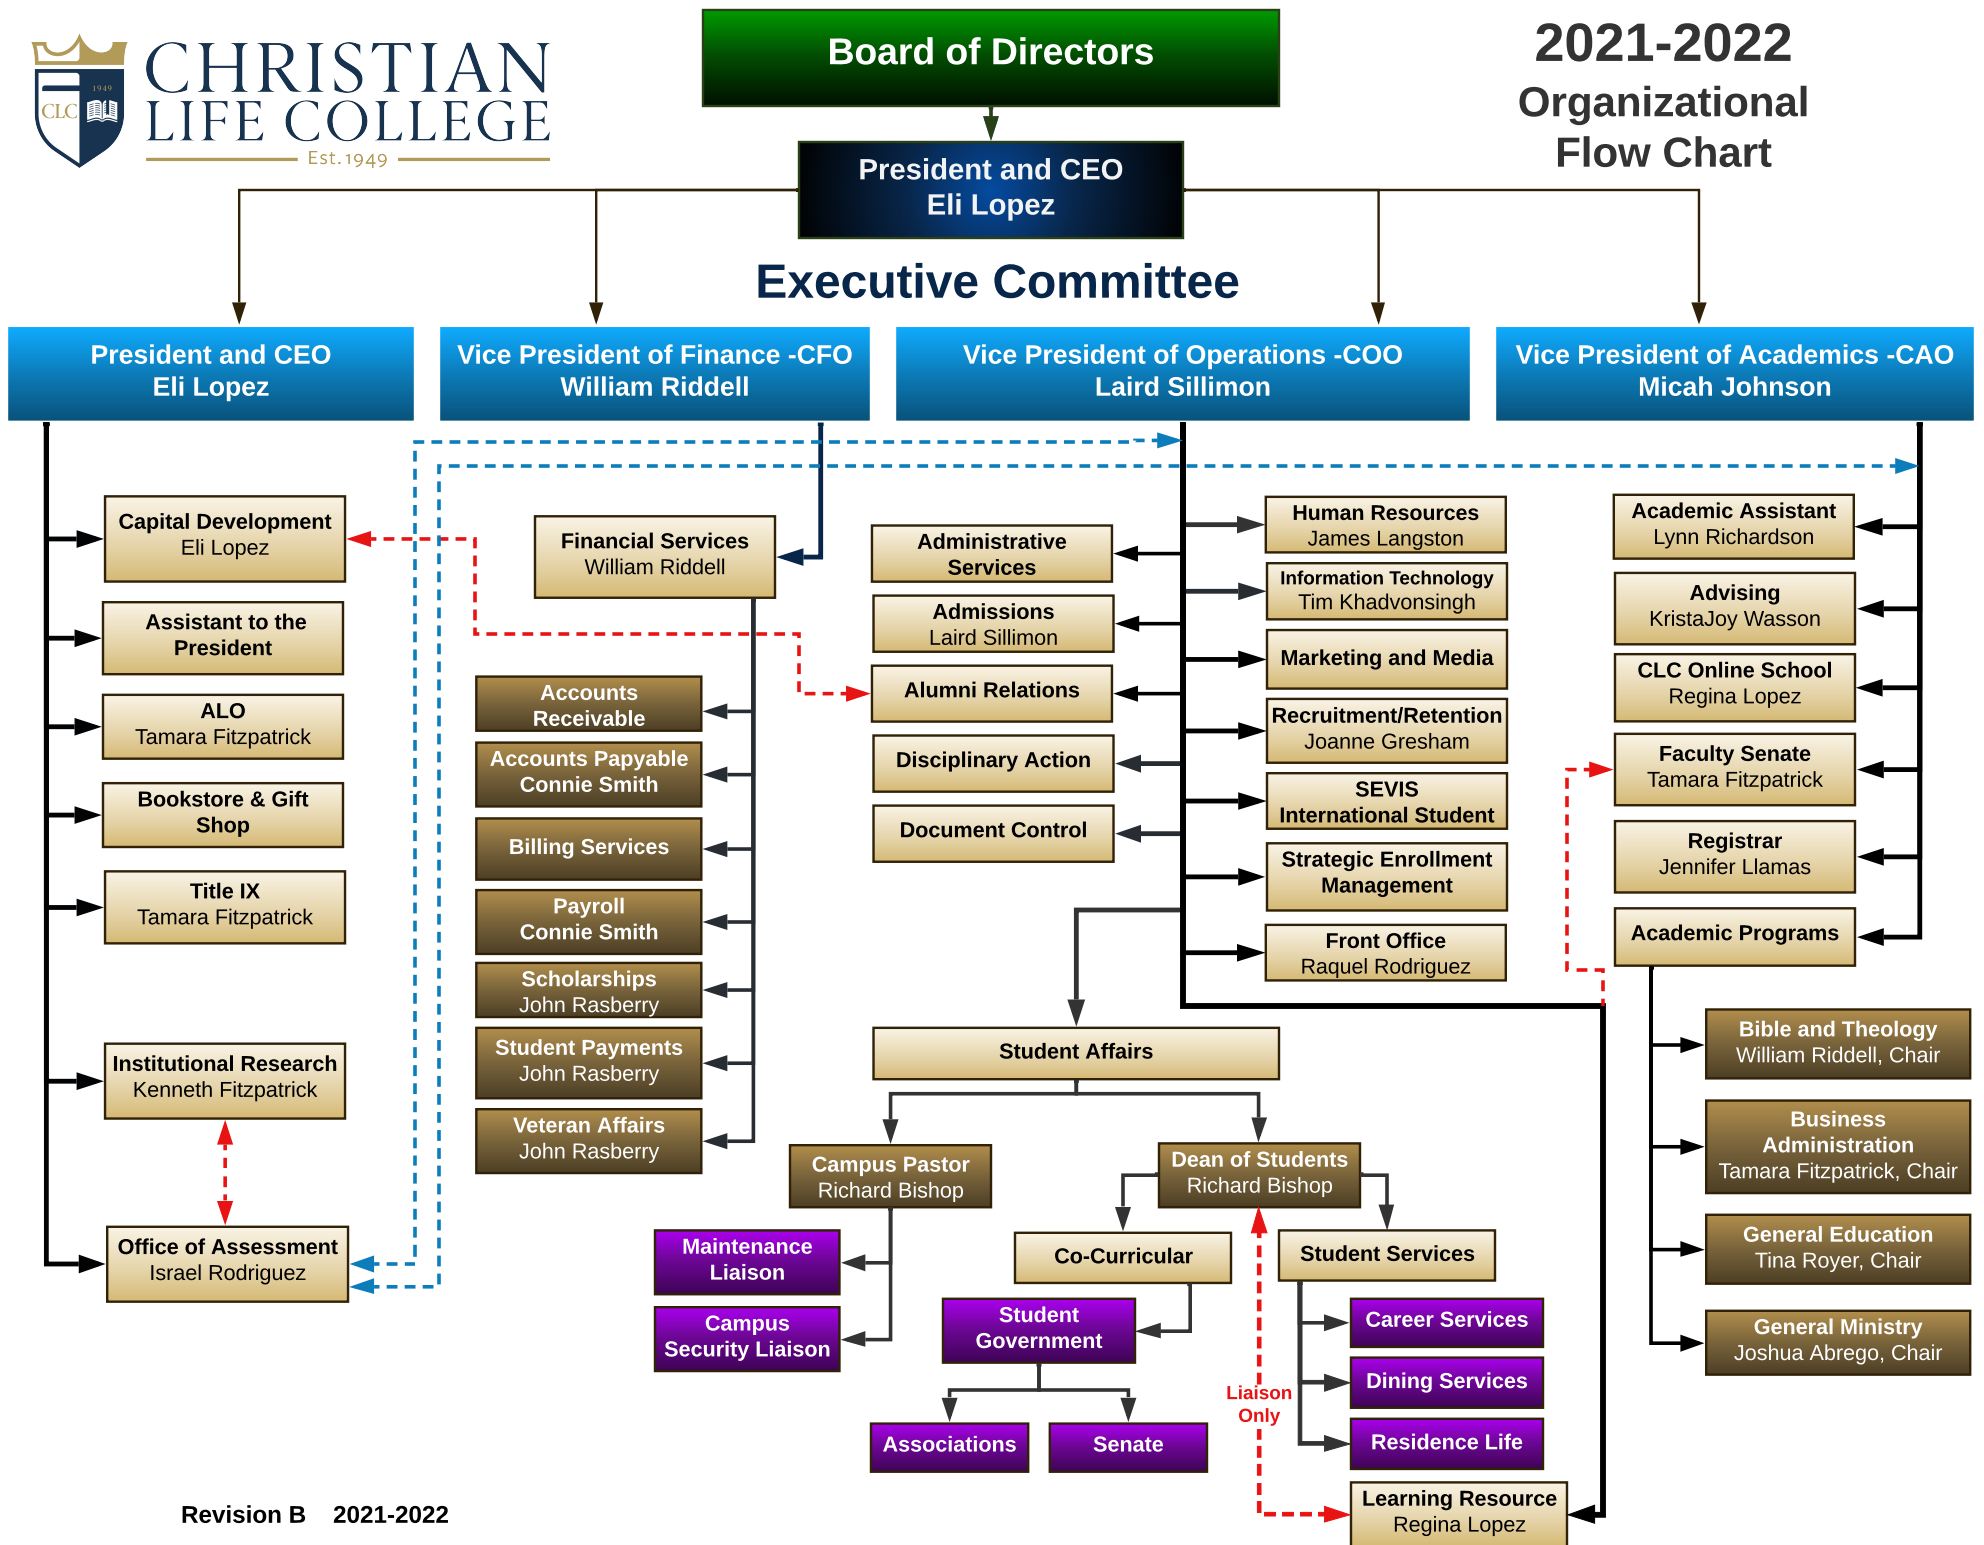 CHRISTIAN
LIFE COLLEGE
Est.1949
1949
CLC
Board of Directors
2021-2022
Organizational
Flow Chart
President and CEO
Eli Lopez
Executive Committee
President and CEO
Eli Lopez
Vice President of Finance -CFO
William Riddell
Vice President of Operations -COO
Laird Sillimon
Vice President of Academics -CAO
Micah Johnson
Capital Development
Eli Lopez
Assistant to the
President
ALO
Tamara Fitzpatrick
Bookstore & Gift
Shop
Title IX
Tamara Fitzpatrick
Institutional Research
Kenneth Fitzpatrick
Office of Assessment
Israel Rodriguez
Financial Services
William Riddell
Accounts
Receivable
Accounts Papyable
Connie Smith
Billing Services
Payroll
Connie Smith
Scholarships
John Rasberry
Student Payments
John Rasberry
Veteran Affairs
John Rasberry
Administrative
Services
Admissions
Laird Sillimon
Alumni Relations
Disciplinary Action
Document Control
Human Resources
James Langston
Information Technology
Tim Khadvonsingh
Marketing and Media
Recruitment/Retention
Joanne Gresham
SEVIS
International Student
Strategic Enrollment
Management
Front Office
Raquel Rodriguez
Student Affairs
Campus Pastor
Richard Bishop
Maintenance
Liaison
Campus
Security Liaison
Dean of Students
Richard Bishop
Co-Curricular
Student
Government
Associations
Senate
Student Services
Career Services
Dining Services
Residence Life
Liaison
Only
Learning Resource
Regina Lopez
Academic Assistant
Lynn Richardson
Advising
KristaJoy Wasson
CLC Online School
Regina Lopez
Faculty Senate
Tamara Fitzpatrick
Registrar
Jennifer Llamas
Academic Programs
Bible and Theology
William Riddell, Chair
Business
Administration
Tamara Fitzpatrick, Chair
General Education
Tina Royer, Chair
General Ministry
Joshua Abrego, Chair
Revision B 2021-2022